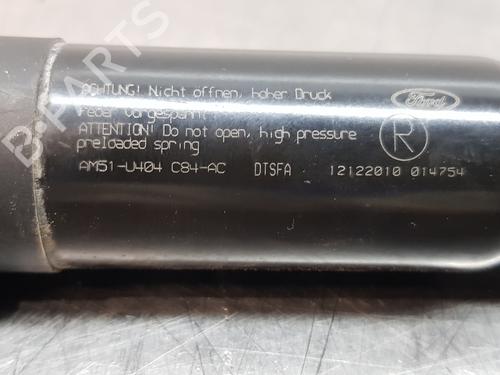 ACHTUNG! Nicht öffnen, hoher Druck
Feder vorgespannt
ATTENTION! Do not open, high pressure
preloaded spring
AM51-U404 C84-AC DTSFA 12122010 014754
Ford
R